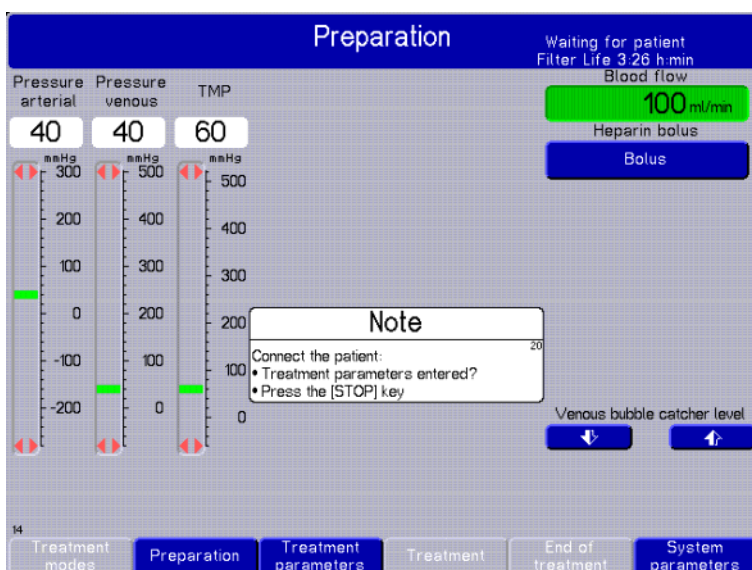 Preparation
Waiting for patient
Filter Life 3:26 h:min
Pressure arterial
Pressure venous
TMP
40
40
60
mmHg
mmHg
mmHg
300
200
100
0
-100
-200
500
400
300
200
100
0
500
400
300
200
100
0
Blood flow
100 ml/min
Heparin bolus
Bolus
Note
20
Connect the patient:
• Treatment parameters entered?
• Press the [STOP] key
Venous bubble catcher level
14
Treatment modes
Preparation
Treatment parameters
Treatment
End of treatment
System parameters